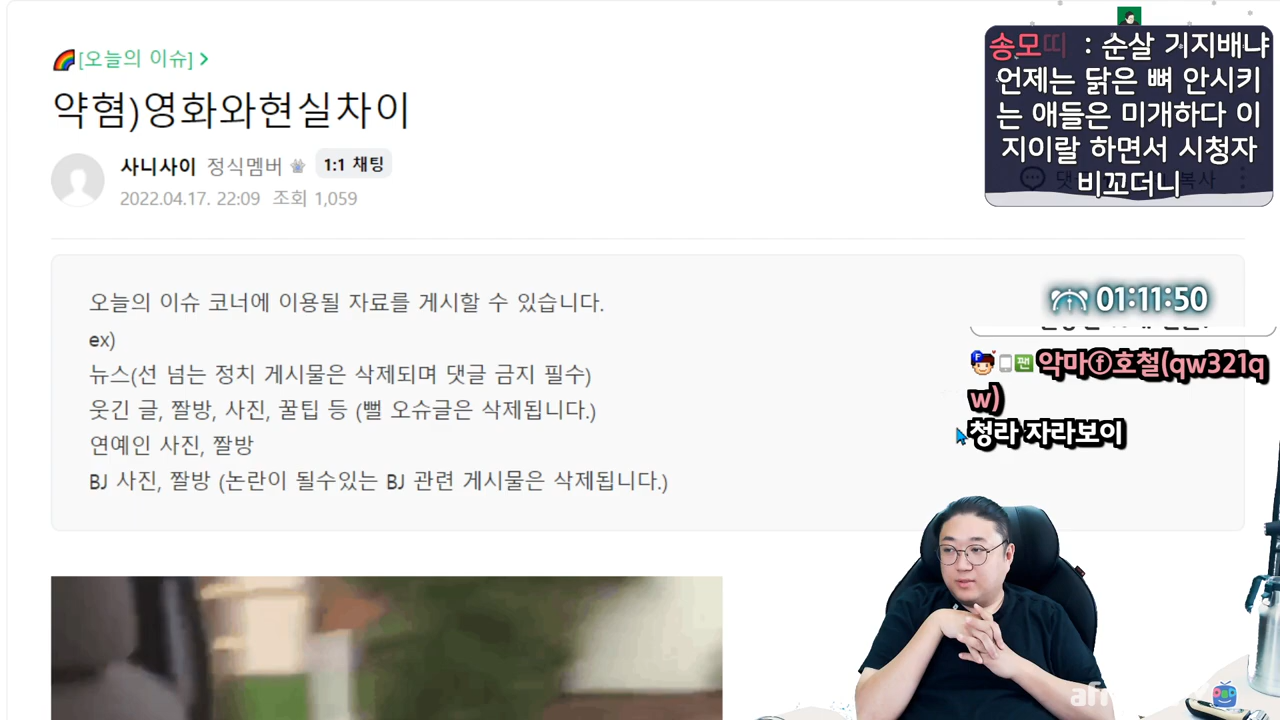 [오늘의 이슈] >
약혐)영화와현실차이
사니사이 정식멤버 1:1 채팅
2022.04.17. 22:09 조회 1,059
송모띠 : 순살 기지배냐
언제는 닭은 뼈 안시키
는 애들은 미개하다 이
지이랄 하면서 시청자
비꼬더니
01:11:50
오늘의 이슈 코너에 이용될 자료를 게시할 수 있습니다.
ex)
뉴스(선 넘는 정치 게시물은 삭제되며 댓글 금지 필수)
웃긴 글, 짤방, 사진, 꿀팁 등 (뻘 오슈글은 삭제됩니다.)
연예인 사진, 짤방
BJ 사진, 짤방 (논란이 될수있는 BJ 관련 게시물은 삭제됩니다.)
F 팬 악마ⓕ호철(qw321q
w)
청라 자라보이